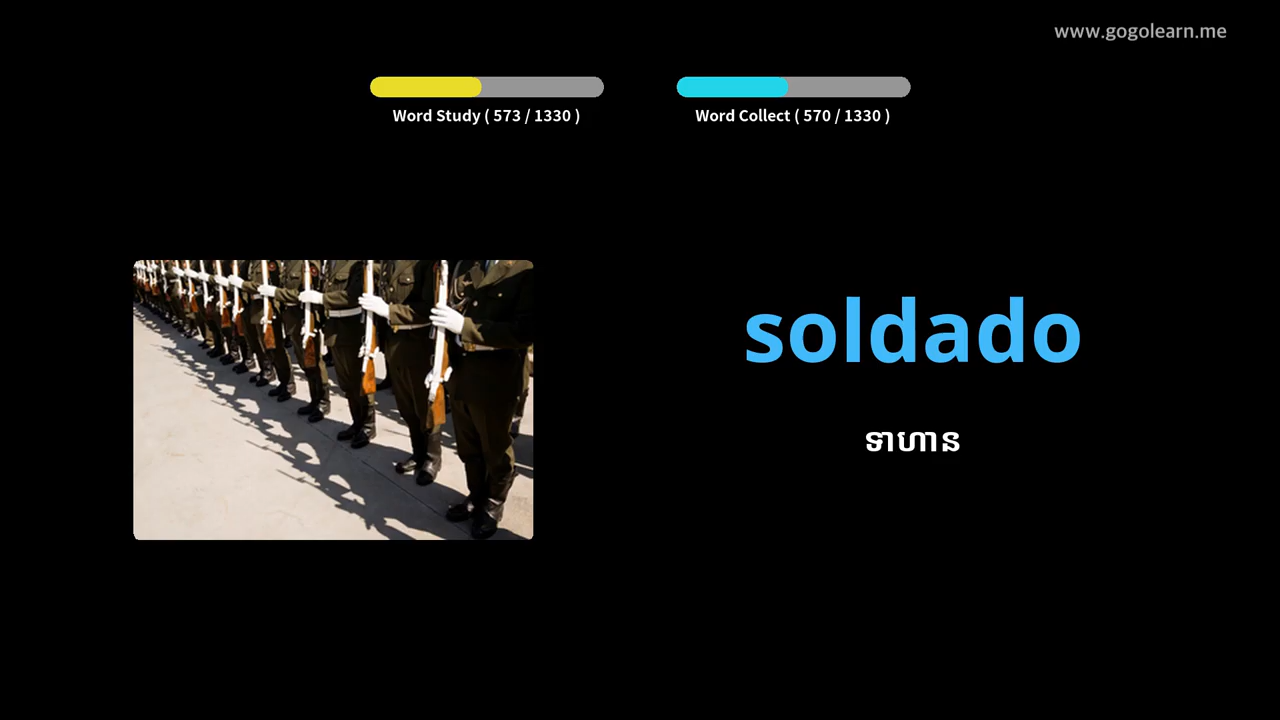 www.gogolearn.me
Word Study ( 573 / 1330 )
Word Collect ( 570 / 1330 )
soldado
ទាហាន